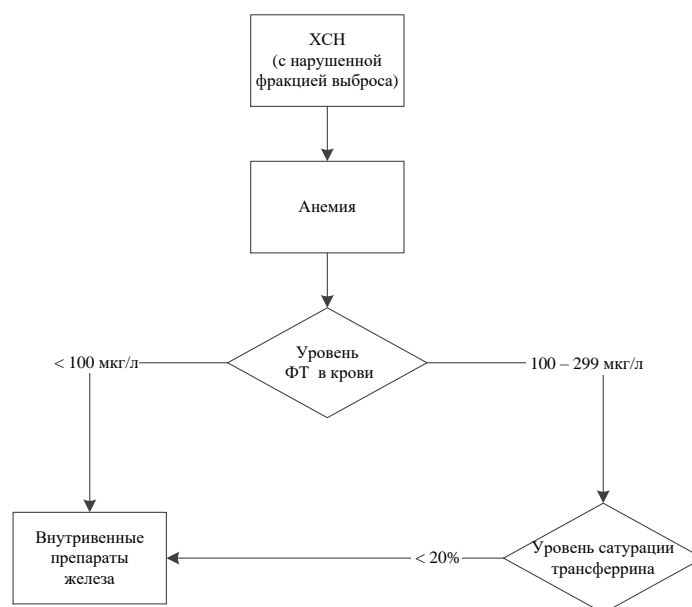 ХСН
(с нарушенной
фракцией выброса)
Анемия
Уровень
ФТ в крови
< 100 мкг/л
100 – 299 мкг/л
Внутривенные
препараты
железа
< 20%
Уровень сатурации
трансферрина